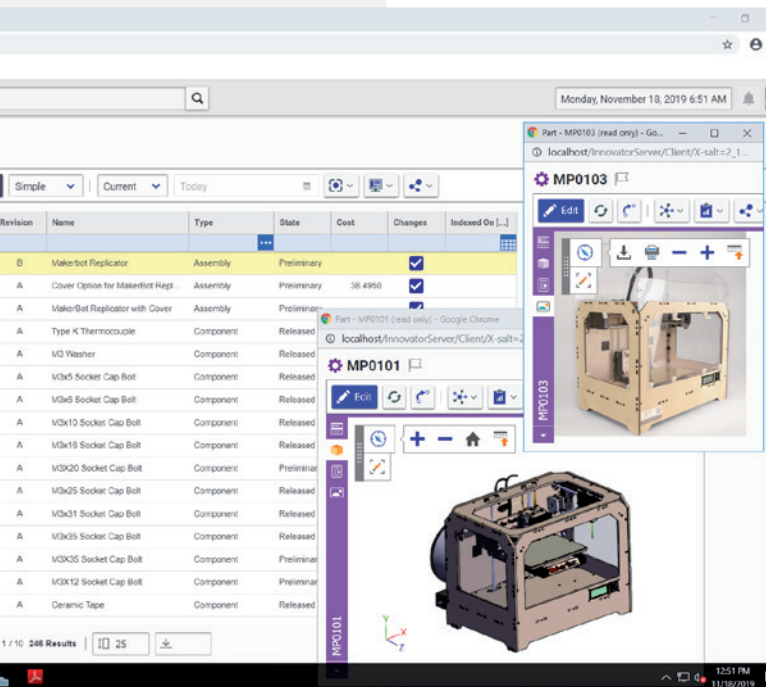 Monday, November 18, 2019 6:51 AM
Part - MP0103 (read only) - Go...
localhost/InnovatorServer/Client/X-salt=2_1...
MP0103
Edit
MP0103
Simple
Current
Today
Revision Name Type State Cost Changes Indexed On [...]
B Makerbot Replicator Assembly Preliminary
A Cover Option for MakerBot Repl... Assembly Preliminary 38.4950
A MakerBot Replicator with Cover Assembly Preliminary
A Type K Thermocouple Component Released
A M3 Washer Component Released
A M3x5 Socket Cap Bolt Component Released
A M3x6 Socket Cap Bolt Component Released
A M3x10 Socket Cap Bolt Component Released
A M3x16 Socket Cap Bolt Component Released
A M3X20 Socket Cap Bolt Component Preliminar
A M3x25 Socket Cap Bolt Component Released
A M3x31 Socket Cap Bolt Component Released
A M3x35 Socket Cap Bolt Component Released
A M3X35 Socket Cap Bolt Component Preliminar
A M3X12 Socket Cap Bolt Component Preliminar
A Ceramic Tape Component Released
Part - MP0101 (read only) - Google Chrome
localhost/InnovatorServer/Client/X-salt=2
MP0101
Edit
MP0101
Y
X
Z
1 / 10 246 Results
25
12:51 PM
11/18/2019